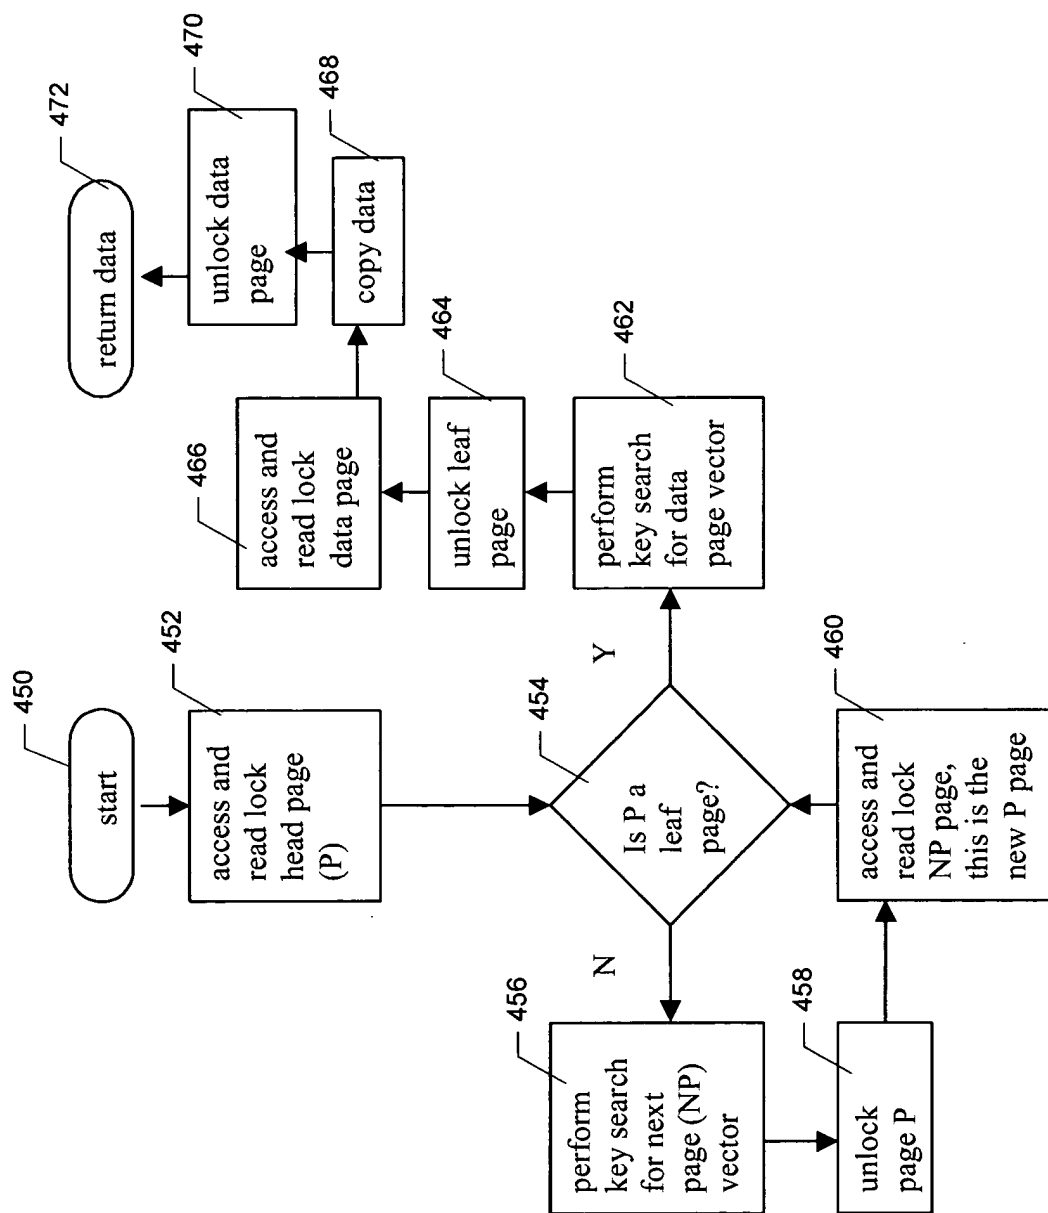 450
start
452
access and
read lock
head page
(P)
454
Is P a
leaf
page?
N
Y
456
perform
key search
for next
page (NP)
vector
458
unlock
page P
460
access and
read lock
NP page,
this is the
new P page
462
perform
key search
for data
page vector
464
unlock leaf
page
466
access and
read lock
data page
468
copy data
470
unlock data
page
472
return data